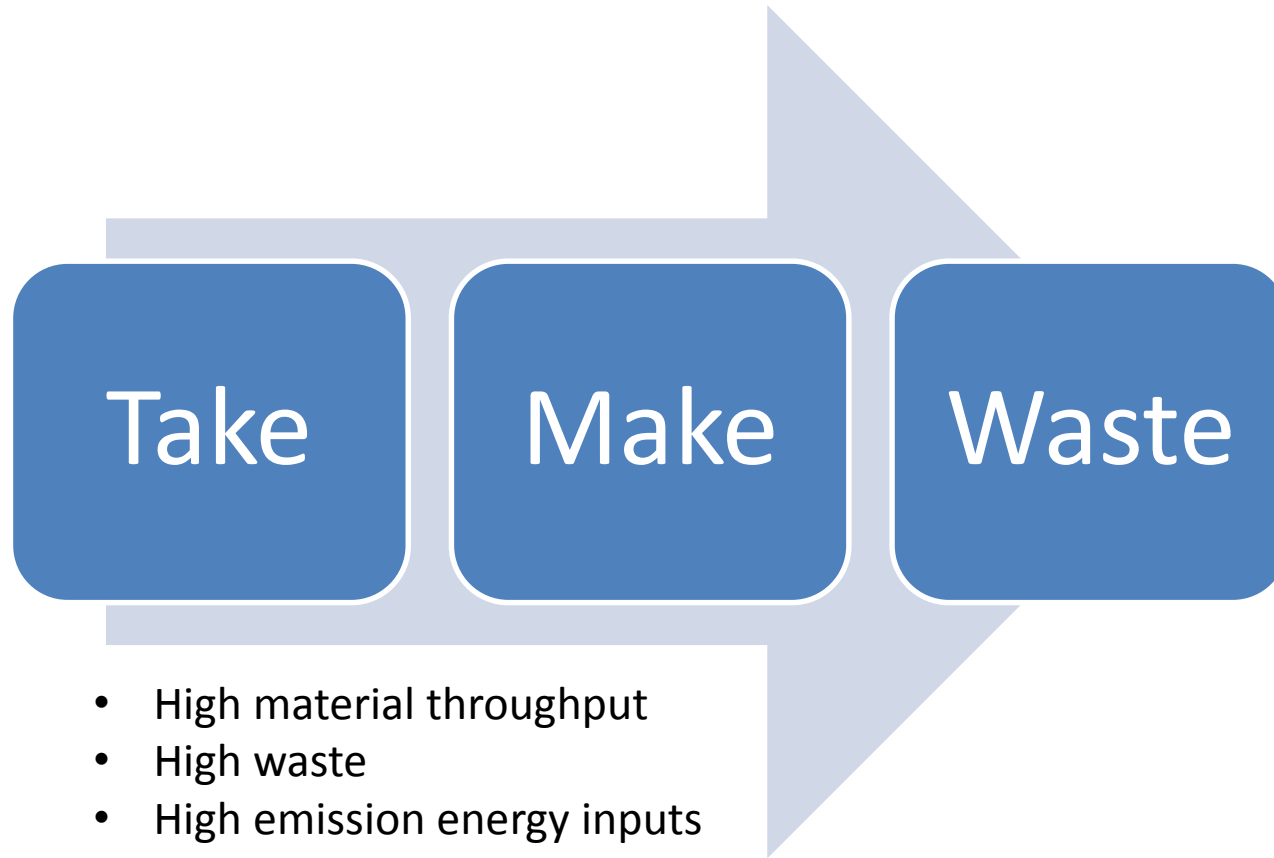 Take
Make
Waste
• High material throughput
• High waste
• High emission energy inputs